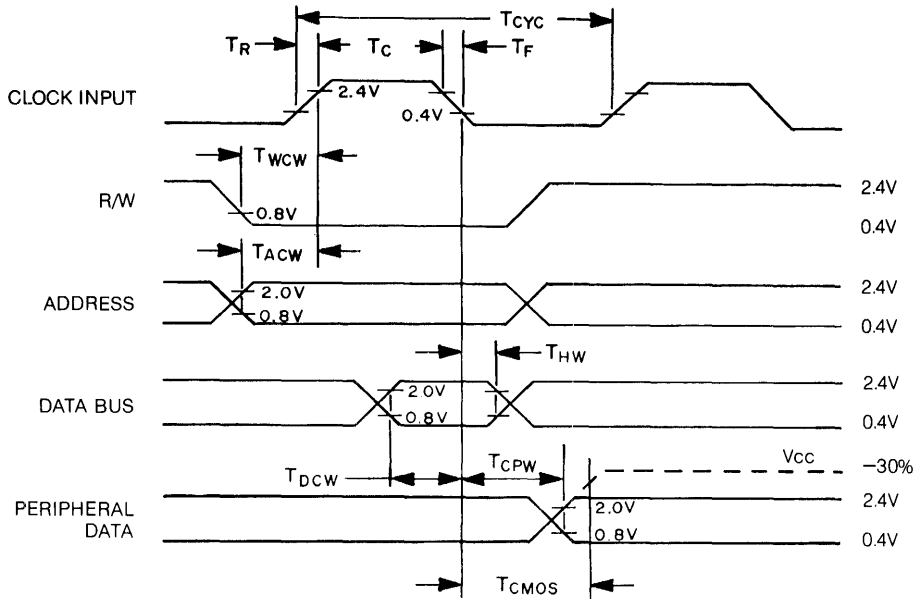 TCYC
TR TC TF
CLOCK INPUT
2.4V
0.4V
TWCW
R/W
0.8V
2.4V
0.4V
TACW
ADDRESS
2.0V
0.8V
2.4V
0.4V
THW
DATA BUS
2.0V
0.8V
2.4V
0.4V
TDCW
TCPW
VCC
–30%
PERIPHERAL
DATA
2.0V
0.8V
2.4V
0.4V
TCMOS